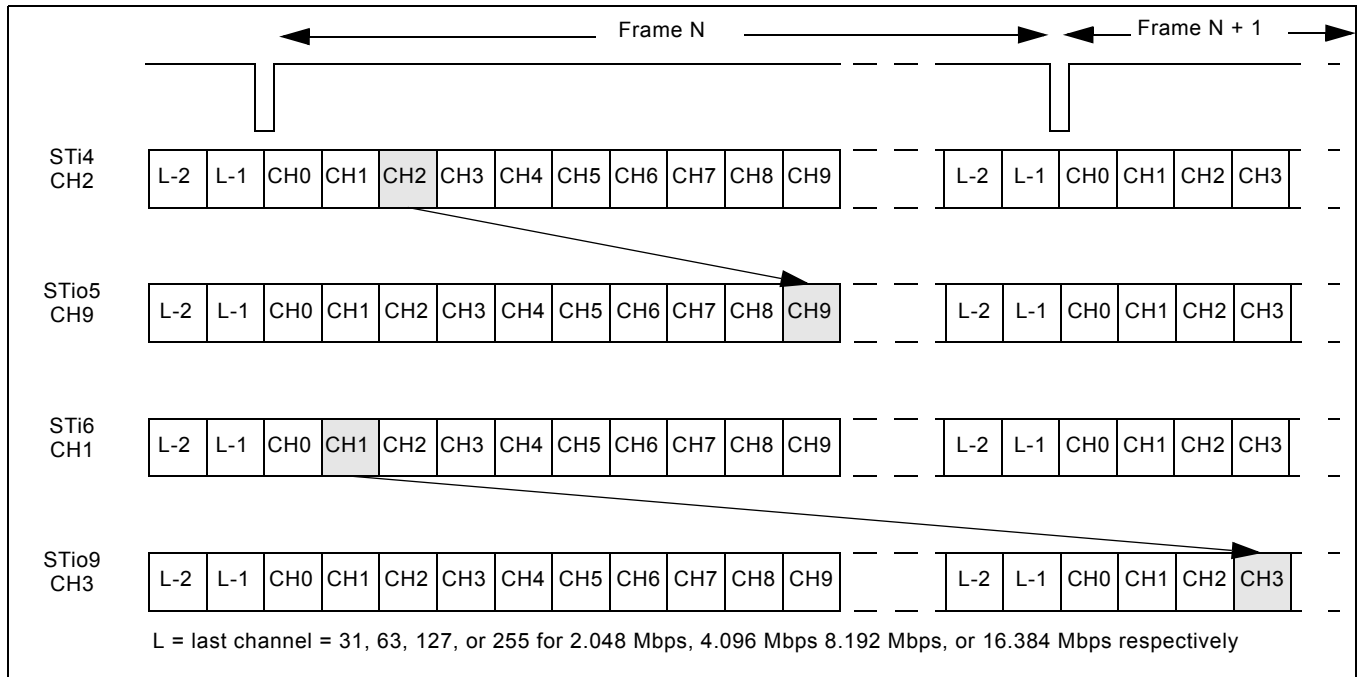 Frame N
Frame N + 1
STi4
CH2
L-2 L-1 CH0 CH1 CH2 CH3 CH4 CH5 CH6 CH7 CH8 CH9 L-2 L-1 CH0 CH1 CH2 CH3
STio5
CH9
L-2 L-1 CH0 CH1 CH2 CH3 CH4 CH5 CH6 CH7 CH8 CH9 L-2 L-1 CH0 CH1 CH2 CH3
STi6
CH1
L-2 L-1 CH0 CH1 CH2 CH3 CH4 CH5 CH6 CH7 CH8 CH9 L-2 L-1 CH0 CH1 CH2 CH3
STio9
CH3
L-2 L-1 CH0 CH1 CH2 CH3 CH4 CH5 CH6 CH7 CH8 CH9 L-2 L-1 CH0 CH1 CH2 CH3
L = last channel = 31, 63, 127, or 255 for 2.048 Mbps, 4.096 Mbps 8.192 Mbps, or 16.384 Mbps respectively